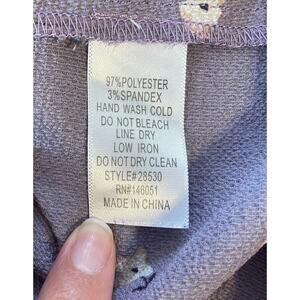 97%POLYESTER
3%SPANDEX
HAND WASH COLD
DO NOT BLEACH
LINE DRY
LOW IRON
DO NOT DRY CLEAN
STYLE#28530
RN#146051
MADE IN CHINA